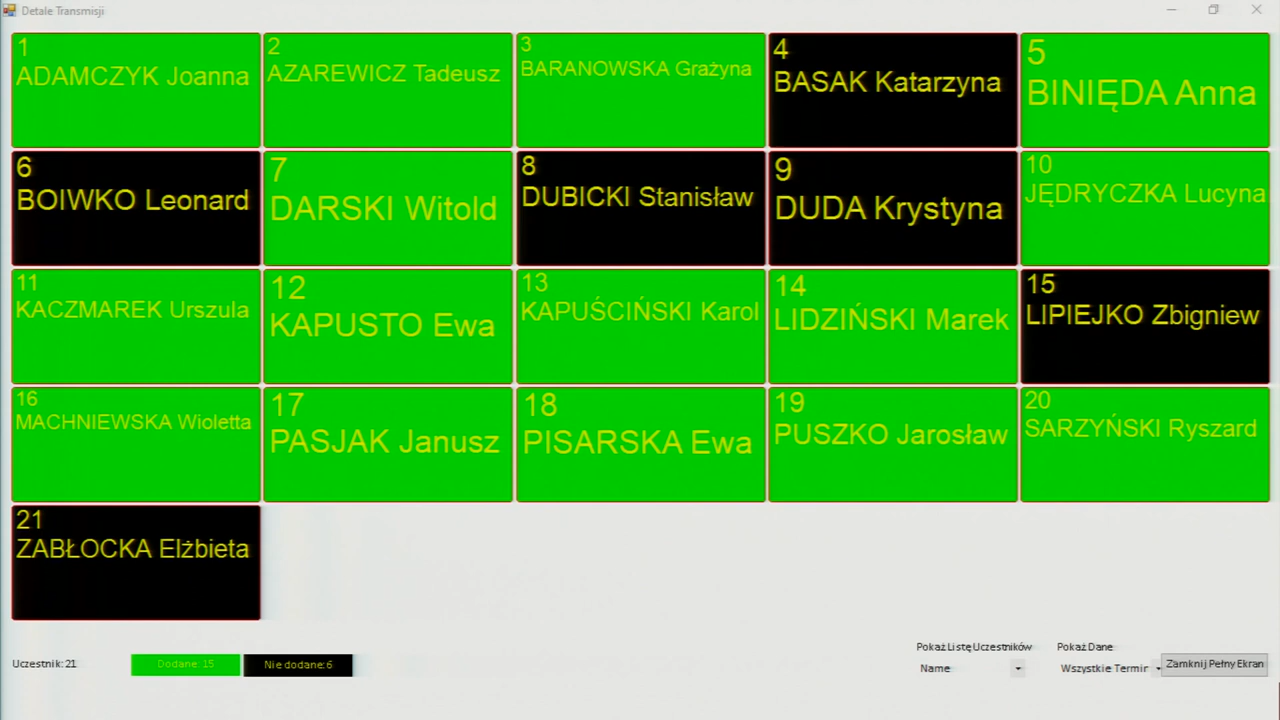 Detale Transmisji
1
ADAMCZYK Joanna
2
AZAREWICZ Tadeusz
3
BARANOWSKA Grażyna
4
BASAK Katarzyna
5
BINIĘDA Anna
6
BOIWKO Leonard
7
DARSKI Witold
8
DUBICKI Stanisław
9
DUDA Krystyna
10
JĘDRYCZKA Lucyna
11
KACZMAREK Urszula
12
KAPUSTO Ewa
13
KAPUŚCIŃSKI Karol
14
LIDZIŃSKI Marek
15
LIPIEJKO Zbigniew
16
MACHNIEWSKA Wioletta
17
PASJAK Janusz
18
PISARSKA Ewa
19
PUSZKO Jarosław
20
SARZYŃSKI Ryszard
21
ZABŁOCKA Elżbieta
Uczestnik: 21
Dodane: 15
Nie dodane: 6
Pokaż Listę Uczestników
Name
Pokaż Dane
Wszystkie Termir
Zamknij Pełny Ekran